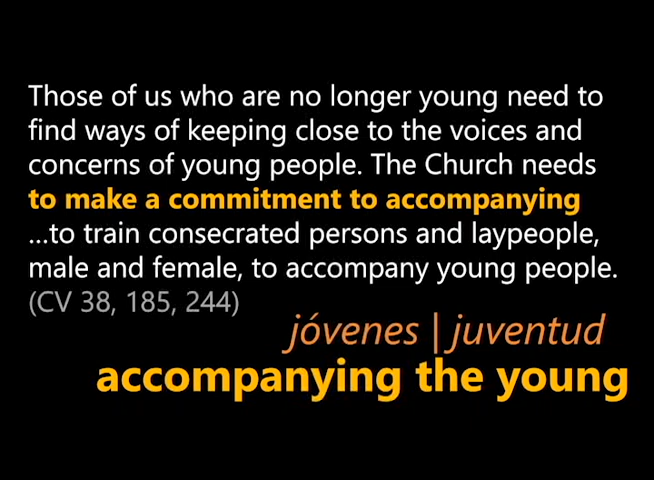 Those of us who are no longer young need to
find ways of keeping close to the voices and
concerns of young people. The Church needs
to make a commitment to accompanying
…to train consecrated persons and laypeople,
male and female, to accompany young people.
(CV 38, 185, 244)
jóvenes | juventud
accompanying the young